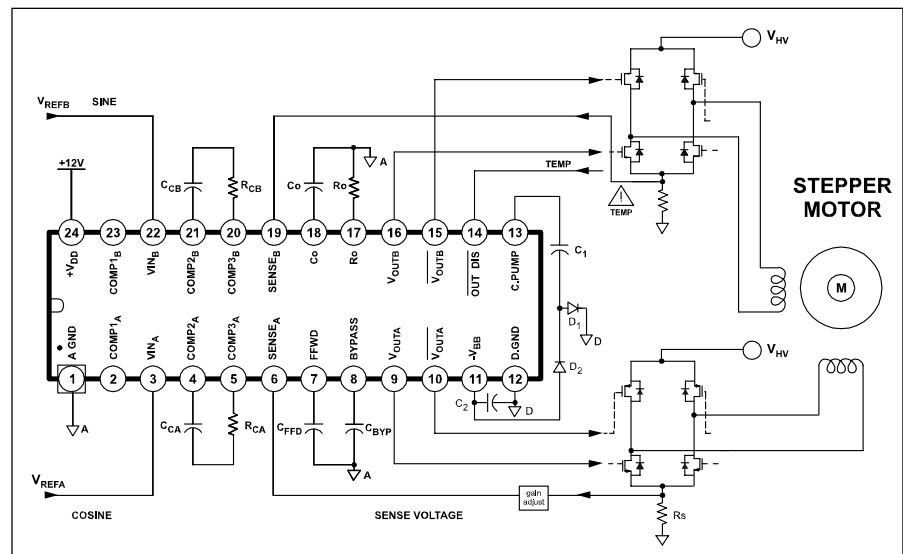 V_HV
V_REFB SINE
+12V
C_CB
R_CB
Co
Ro
A
TEMP
TEMP
STEPPER
MOTOR
M
24 23 22 21 20 19 18 17 16 15 14 13
+V_DD
COMP1_B
VIN_B
COMP2_B
COMP3_B
SENSE_B
Co
Ro
V_OUTB
V_OUTB
OUT DIS
C.PUMP
C_1
D_1
D
A GND
COMP1_A
VIN_A
COMP2_A
COMP3_A
SENSE_A
FFWD
BYPASS
V_OUTA
V_OUTA
-V_BB
D.GND
D_2
1 2 3 4 5 6 7 8 9 10 11 12
V_HV
C_2
D
A
C_CA
R_CA
C_FFD
C_BYP
A
V_REFA
COSINE
SENSE VOLTAGE
gain
adjust
Rs